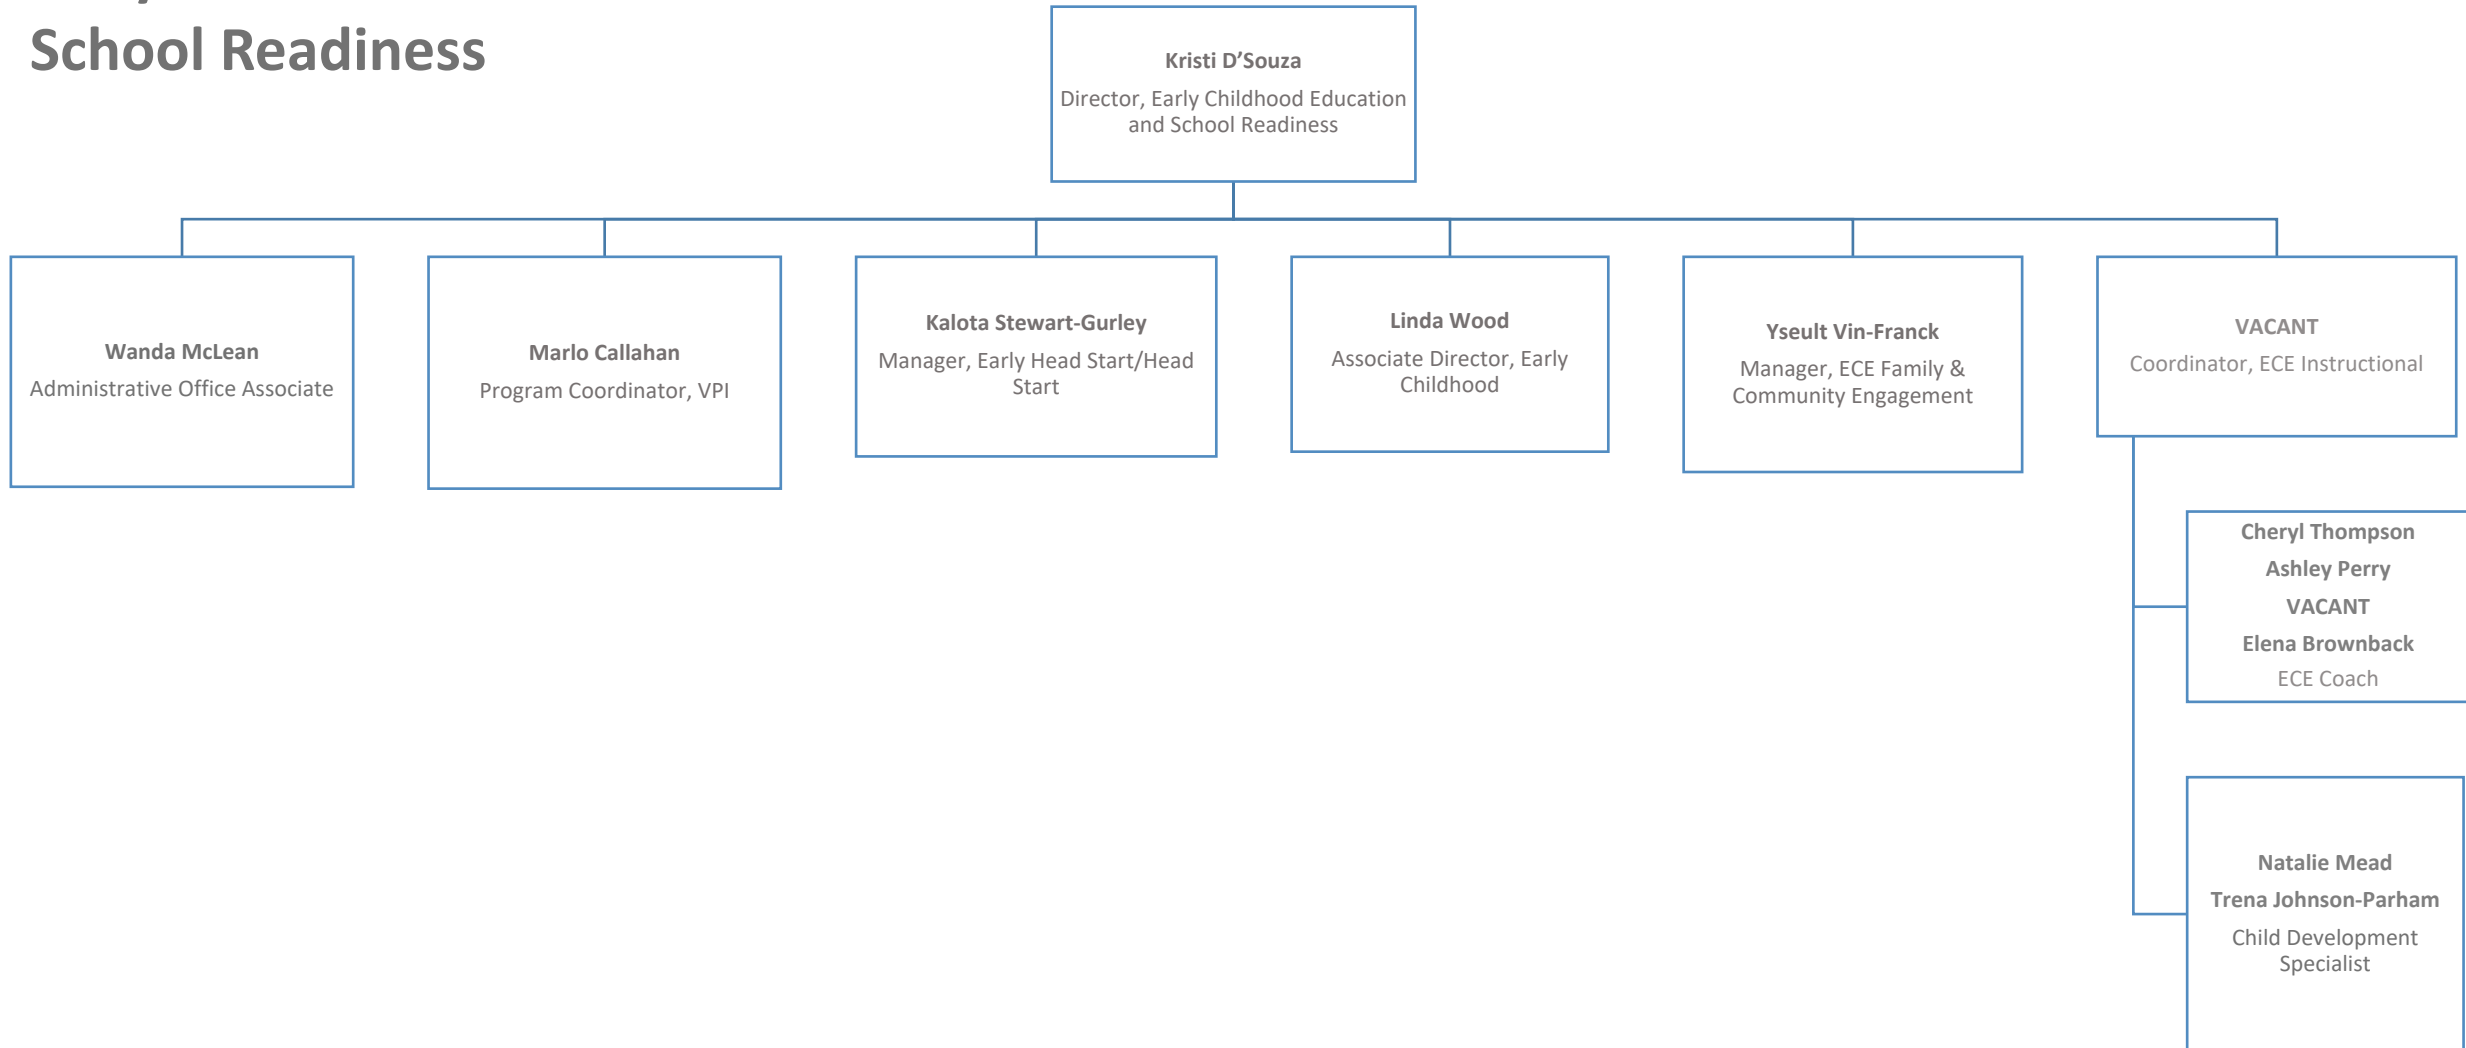 School Readiness
Kristi D’Souza
Director, Early Childhood Education
and School Readiness
Wanda McLean
Administrative Office Associate
Marlo Callahan
Program Coordinator, VPI
Kalota Stewart-Gurley
Manager, Early Head Start/Head
Start
Linda Wood
Associate Director, Early
Childhood
Yseult Vin-Franck
Manager, ECE Family &
Community Engagement
VACANT
Coordinator, ECE Instructional
Cheryl Thompson
Ashley Perry
VACANT
Elena Brownback
ECE Coach
Natalie Mead
Trena Johnson-Parham
Child Development
Specialist